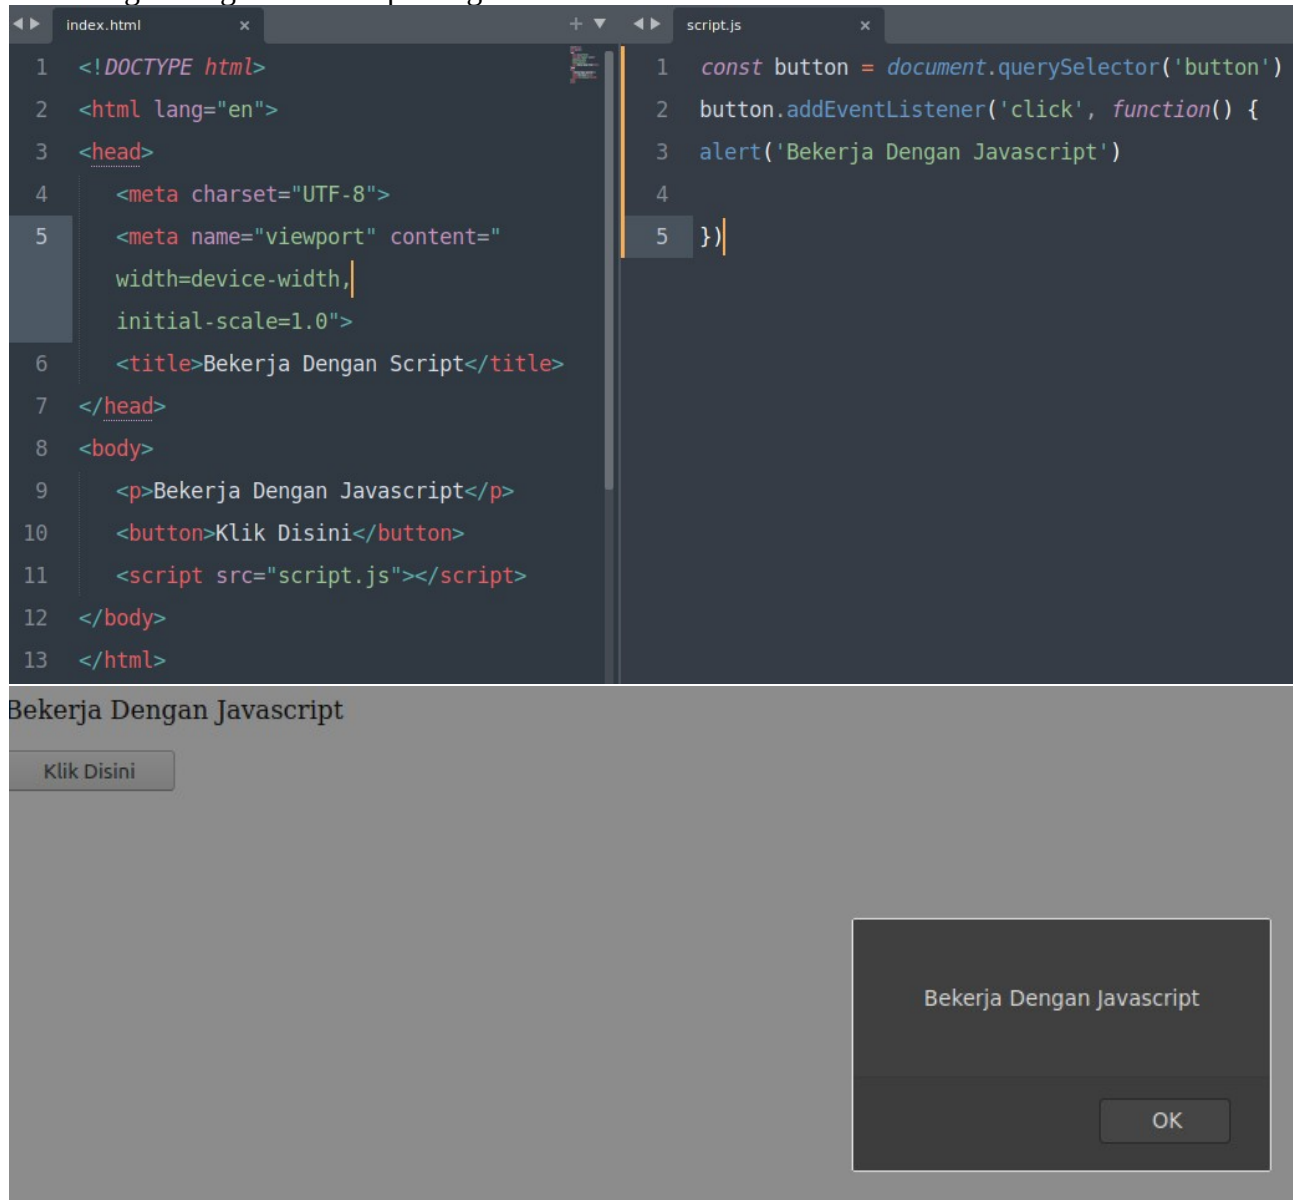 index.html
1 <!DOCTYPE html>
2 <html lang="en">
3 <head>
4 <meta charset="UTF-8">
5 <meta name="viewport" content="
width=device-width,
initial-scale=1.0">
6 <title>Bekerja Dengan Script</title>
7 </head>
8 <body>
9 <p>Bekerja Dengan Javascript</p>
10 <button>Klik Disini</button>
11 <script src="script.js"></script>
12 </body>
13 </html>
script.js
1 const button = document.querySelector('button')
2 button.addEventListener('click', function() {
3 alert('Bekerja Dengan Javascript')
4
5 })
Bekerja Dengan Javascript
Klik Disini
Bekerja Dengan Javascript
OK